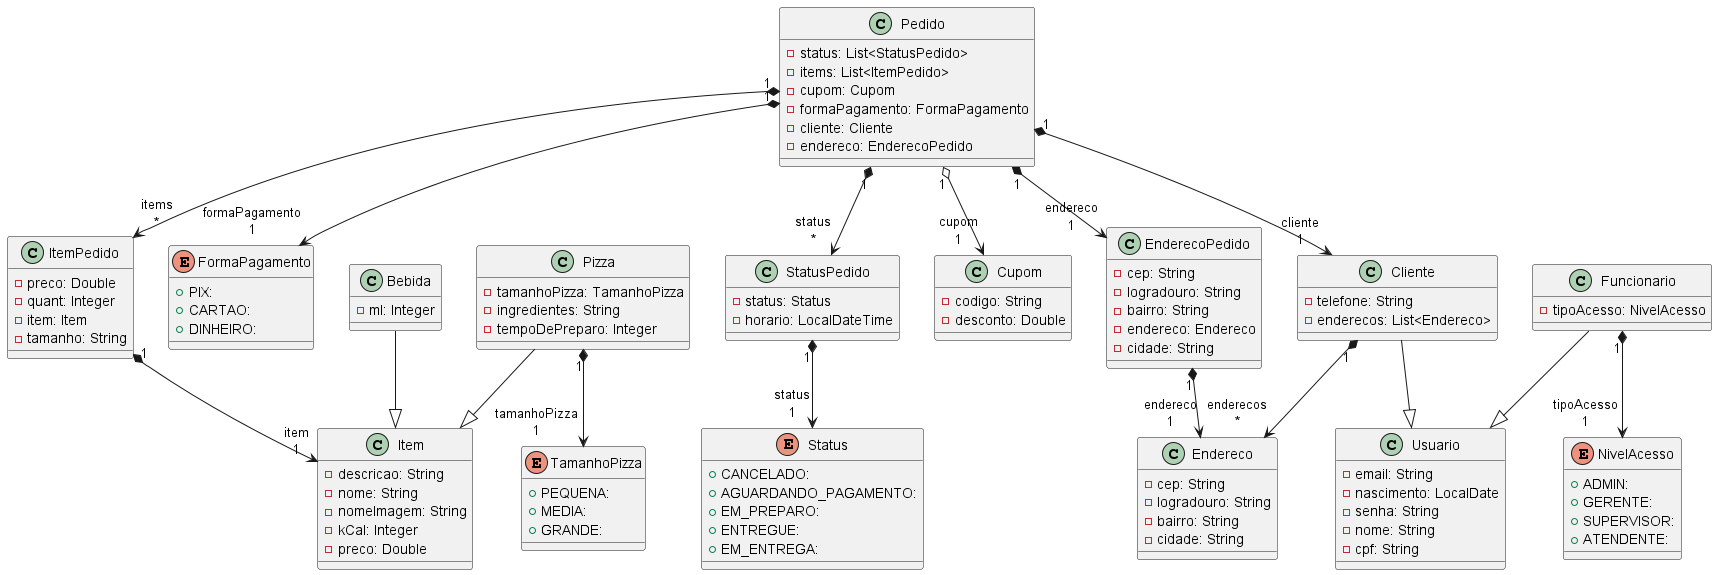 C Pedido
status: List<StatusPedido>
items: List<ItemPedido>
cupom: Cupom
formaPagamento: FormaPagamento
cliente: Cliente
endereco: EnderecoPedido
1
1
1
1
1
1
items
*
formaPagamento
1
status
*
cupom
1
endereco
1
cliente
1
C ItemPedido
preco: Double
quant: Integer
item: Item
tamanho: String
1
E FormaPagamento
PIX:
CARTAO:
DINHEIRO:
C Bebida
ml: Integer
C Pizza
tamanhoPizza: TamanhoPizza
ingredientes: String
tempoDePreparo: Integer
1
C StatusPedido
status: Status
horario: LocalDateTime
1
C Cupom
codigo: String
desconto: Double
C EnderecoPedido
cep: String
logradouro: String
bairro: String
endereco: Endereco
cidade: String
1
C Cliente
telefone: String
enderecos: List<Endereco>
1
C Funcionario
tipoAcesso: NivelAcesso
1
item
1
tamanhoPizza
1
status
1
endereco
1
enderecos
*
tipoAcesso
1
C Item
descricao: String
nome: String
nomeImagem: String
kCal: Integer
preco: Double
E TamanhoPizza
PEQUENA:
MEDIA:
GRANDE:
E Status
CANCELADO:
AGUARDANDO_PAGAMENTO:
EM_PREPARO:
ENTREGUE:
EM_ENTREGA:
C Endereco
cep: String
logradouro: String
bairro: String
cidade: String
C Usuario
email: String
nascimento: LocalDate
senha: String
nome: String
cpf: String
E NivelAcesso
ADMIN:
GERENTE:
SUPERVISOR:
ATENDENTE: